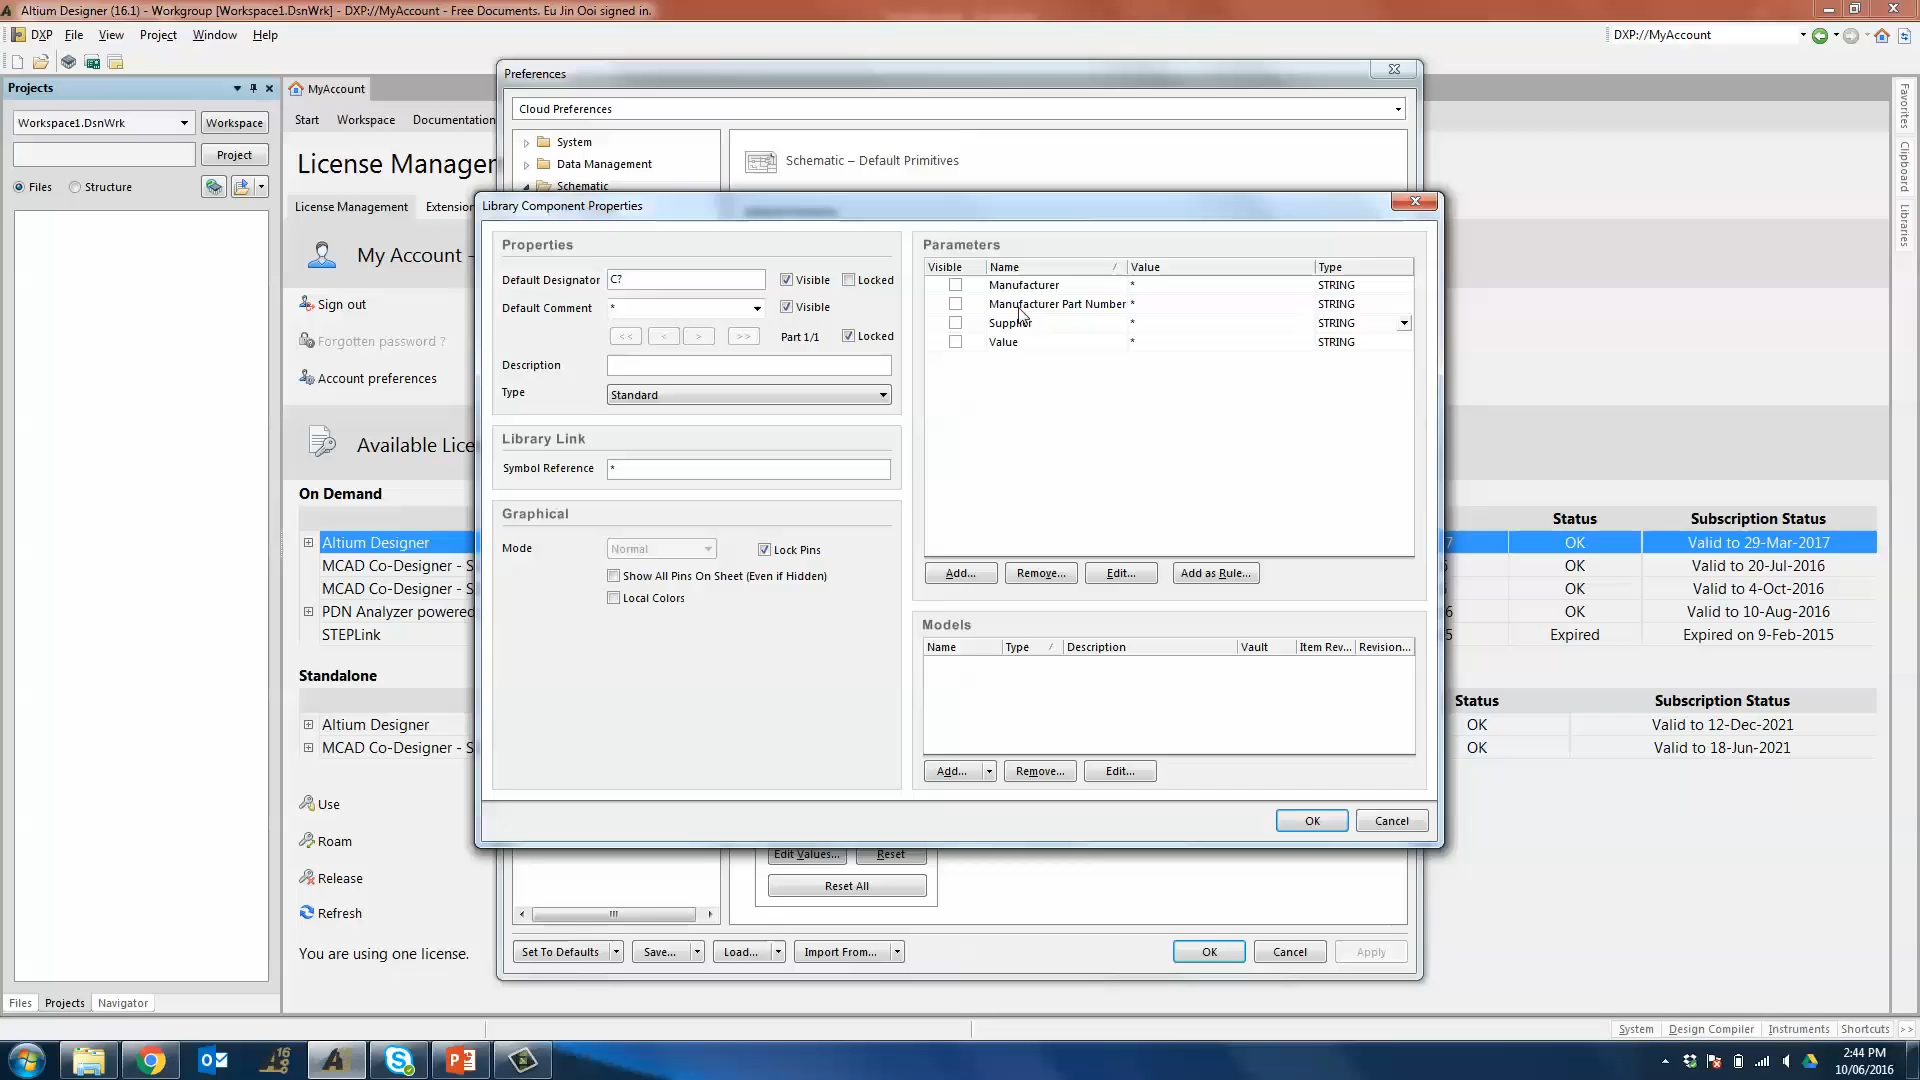 Altium Designer (16.1) - Workgroup [Workspace1.DsnWrk] - DXP://MyAccount - Free Documents. Eu Jin Ooi signed in.
DXP File View Project Window Help
DXP://MyAccount
Projects
Workspace1.DsnWrk Workspace
Project
Files Structure
MyAccount
Start Workspace Documentation
License Manager
License Management Extension
My Account -
Sign out
Forgotten password ?
Account preferences
Available Lice
On Demand
Altium Designer
MCAD Co-Designer - S
MCAD Co-Designer - S
PDN Analyzer powered
STEPLink
Standalone
Altium Designer
MCAD Co-Designer - S
Use
Roam
Release
Refresh
You are using one license.
Preferences
Cloud Preferences
System
Data Management
Schematic
Schematic – Default Primitives
Library Component Properties
Properties
Default Designator C? Visible Locked
Default Comment * Visible
<< < > >> Part 1/1 Locked
Description
Type Standard
Library Link
Symbol Reference *
Graphical
Mode Normal Lock Pins
Show All Pins On Sheet (Even if Hidden)
Local Colors
Parameters
Visible Name / Value Type
Manufacturer * STRING
Manufacturer Part Number * STRING
Supplier * STRING
Value * STRING
Add... Remove... Edit... Add as Rule...
Models
Name Type / Description Vault Item Rev... Revision...
Add... Remove... Edit...
OK Cancel
Edit Values... Reset
Reset All
Set To Defaults Save... Load... Import From... OK Cancel Apply
Status Subscription Status
7 OK Valid to 29-Mar-2017
OK Valid to 20-Jul-2016
OK Valid to 4-Oct-2016
6 OK Valid to 10-Aug-2016
5 Expired Expired on 9-Feb-2015
Status Subscription Status
OK Valid to 12-Dec-2021
OK Valid to 18-Jun-2021
Favorites
Clipboard
Libraries
Files Projects Navigator
System Design Compiler Instruments Shortcuts >>
2:44 PM
10/06/2016